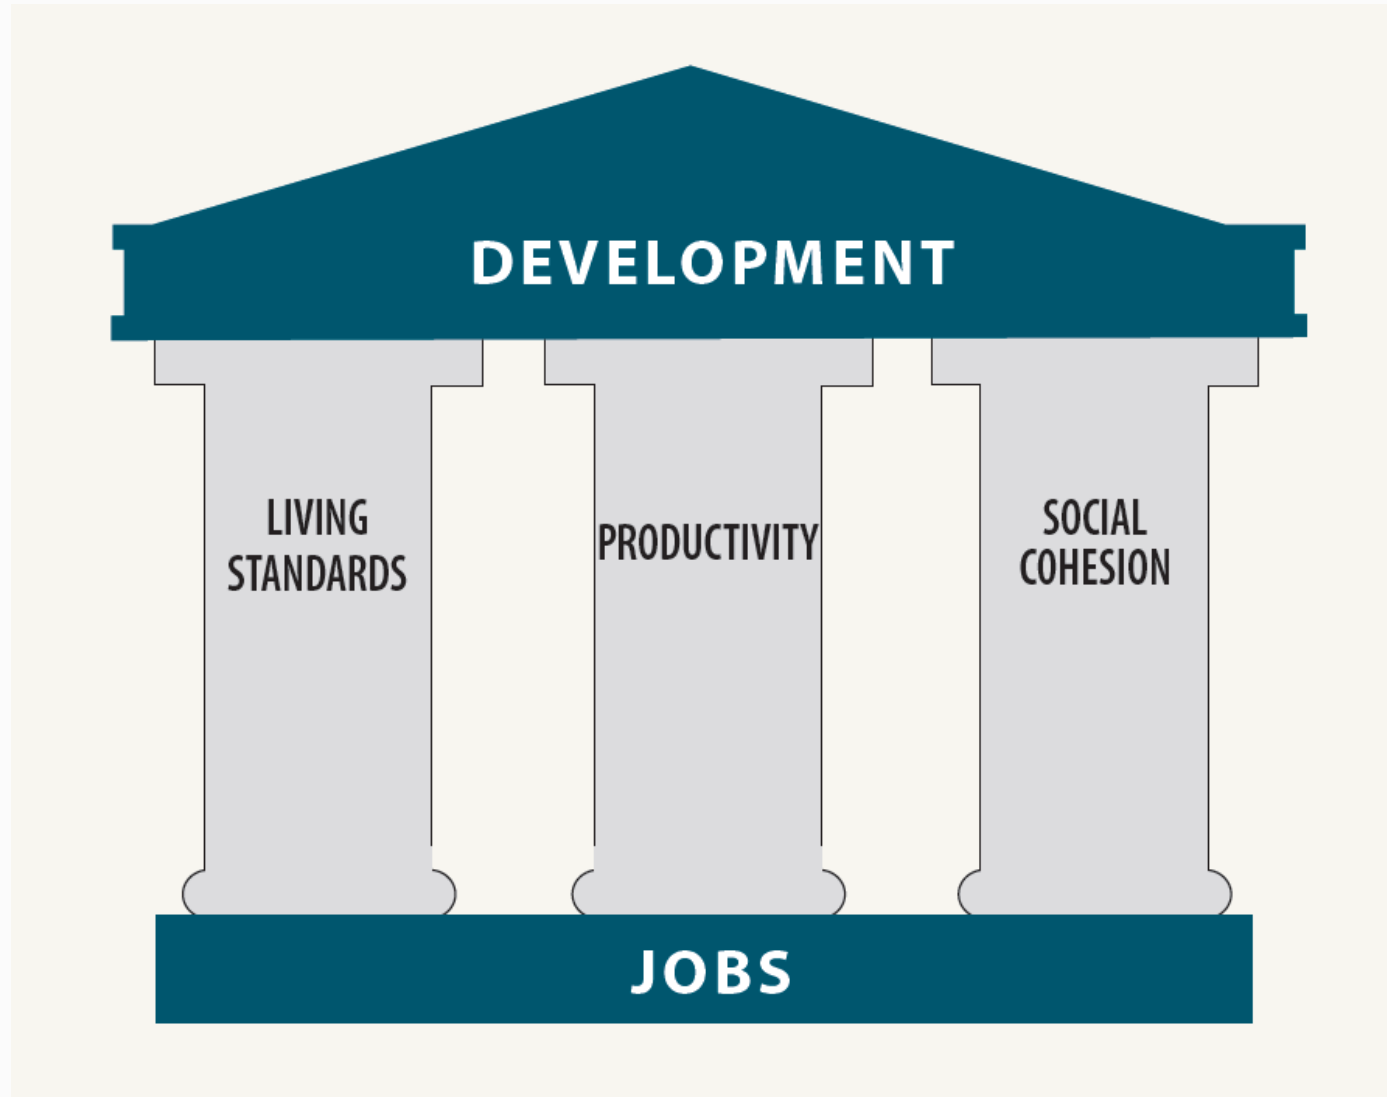 DEVELOPMENT
LIVING
STANDARDS
PRODUCTIVITY
SOCIAL
COHESION
JOBS